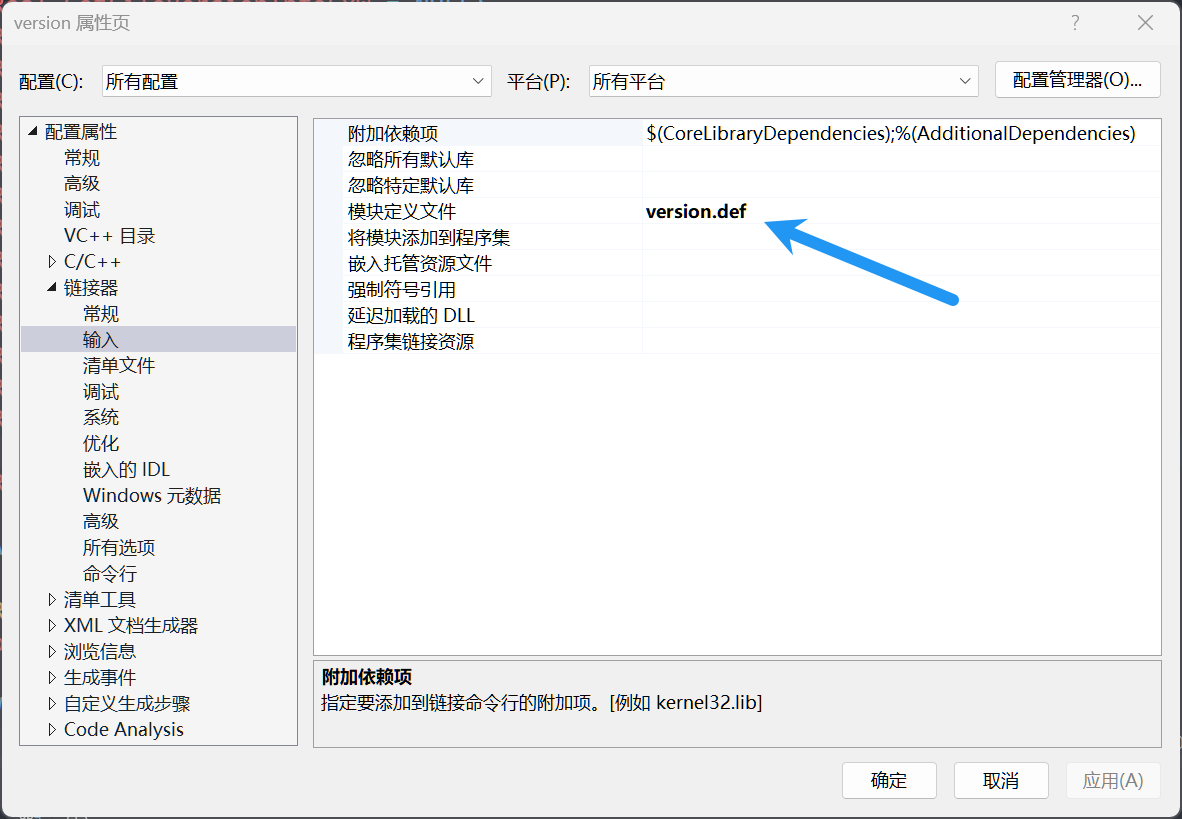 version 属性页
配置(C): 所有配置 平台(P): 所有平台 配置管理器(O)...
配置属性
常规
高级
调试
VC++ 目录
C/C++
链接器
常规
输入
清单文件
调试
系统
优化
嵌入的 IDL
Windows 元数据
高级
所有选项
命令行
清单工具
XML 文档生成器
浏览信息
生成事件
自定义生成步骤
Code Analysis
附加依赖项 $(CoreLibraryDependencies);%(AdditionalDependencies)
忽略所有默认库
忽略特定默认库
模块定义文件 version.def
将模块添加到程序集
嵌入托管资源文件
强制符号引用
延迟加载的 DLL
程序集链接资源
附加依赖项
指定要添加到链接命令行的附加项。[例如 kernel32.lib]
确定 取消 应用(A)